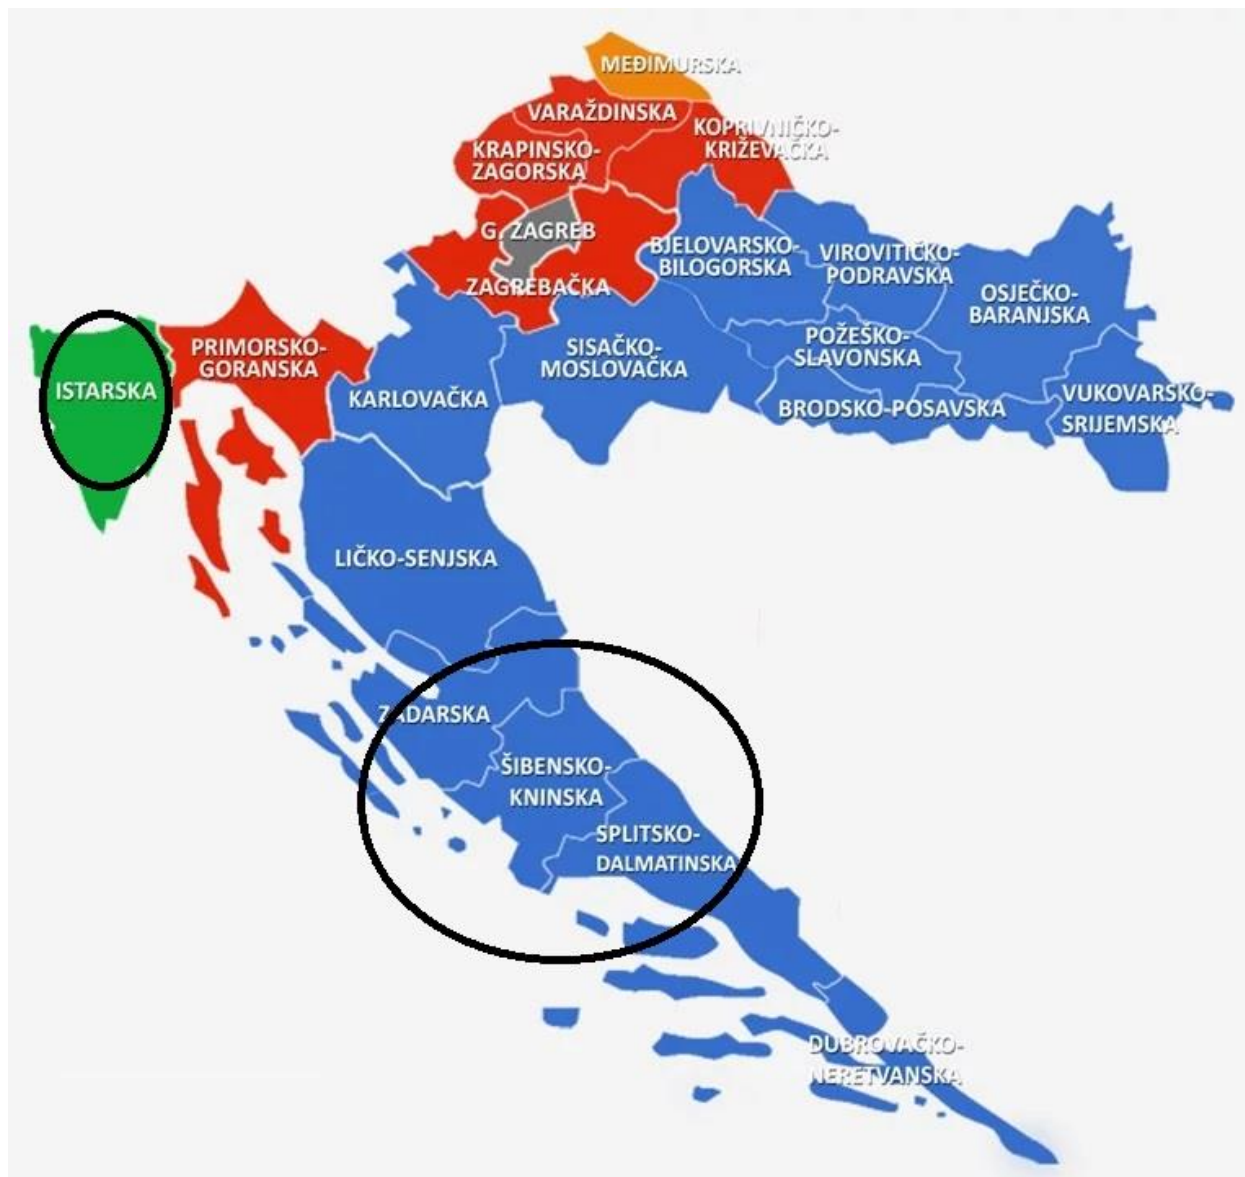 MEĐIMURSKA
VARAŽDINSKA
KOPRIVNIČKO-
KRIŽEVAČKA
KRAPINSKO-
ZAGORSKA
G. ZAGREB
ZAGREBAČKA
BJELOVARSKO-
BILOGORSKA
VIROVITIČKO-
PODRAVSKA
OSJEČKO-
BARANJSKA
ISTARSKA
PRIMORSKO-
GORANSKA
KARLOVAČKA
SISAČKO-
MOSLOVAČKA
POŽEŠKO-
SLAVONSKA
BRODSKO-POSAVSKA
VUKOVARSKO-
SRIJEMSKA
LIČKO-SENJSKA
ZADARSKA
ŠIBENSKO-
KNINSKA
SPLITSKO-
DALMATINSKA
DUBROVAČKO-
NERETVANSKA